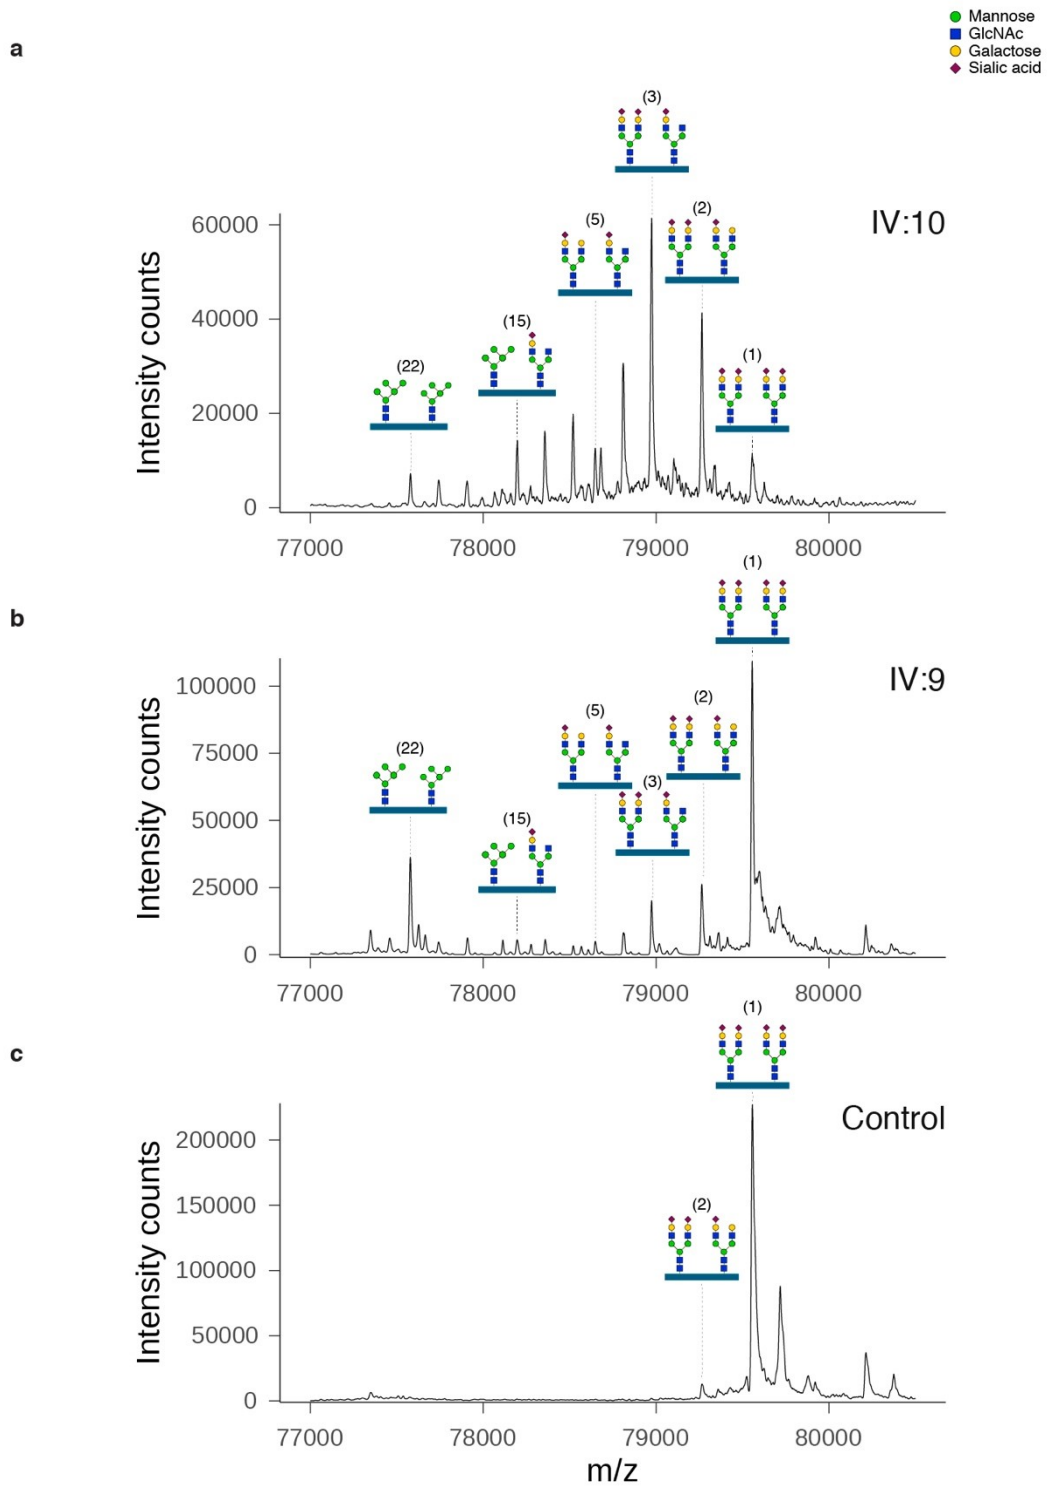 Mannose
GlcNAc
Galactose
Sialic acid
a
(3)
(2)
IV:10
(5)
(15)
(1)
(22)
Intensity counts
60000
40000
20000
0
77000 78000 79000 80000
(1)
b
IV:9
(2)
(5)
(22)
(3)
(15)
Intensity counts
100000
75000
50000
25000
0
77000 78000 79000 80000
(1)
c
Control
(2)
Intensity counts
200000
150000
100000
50000
0
77000 78000 79000 80000
m/z